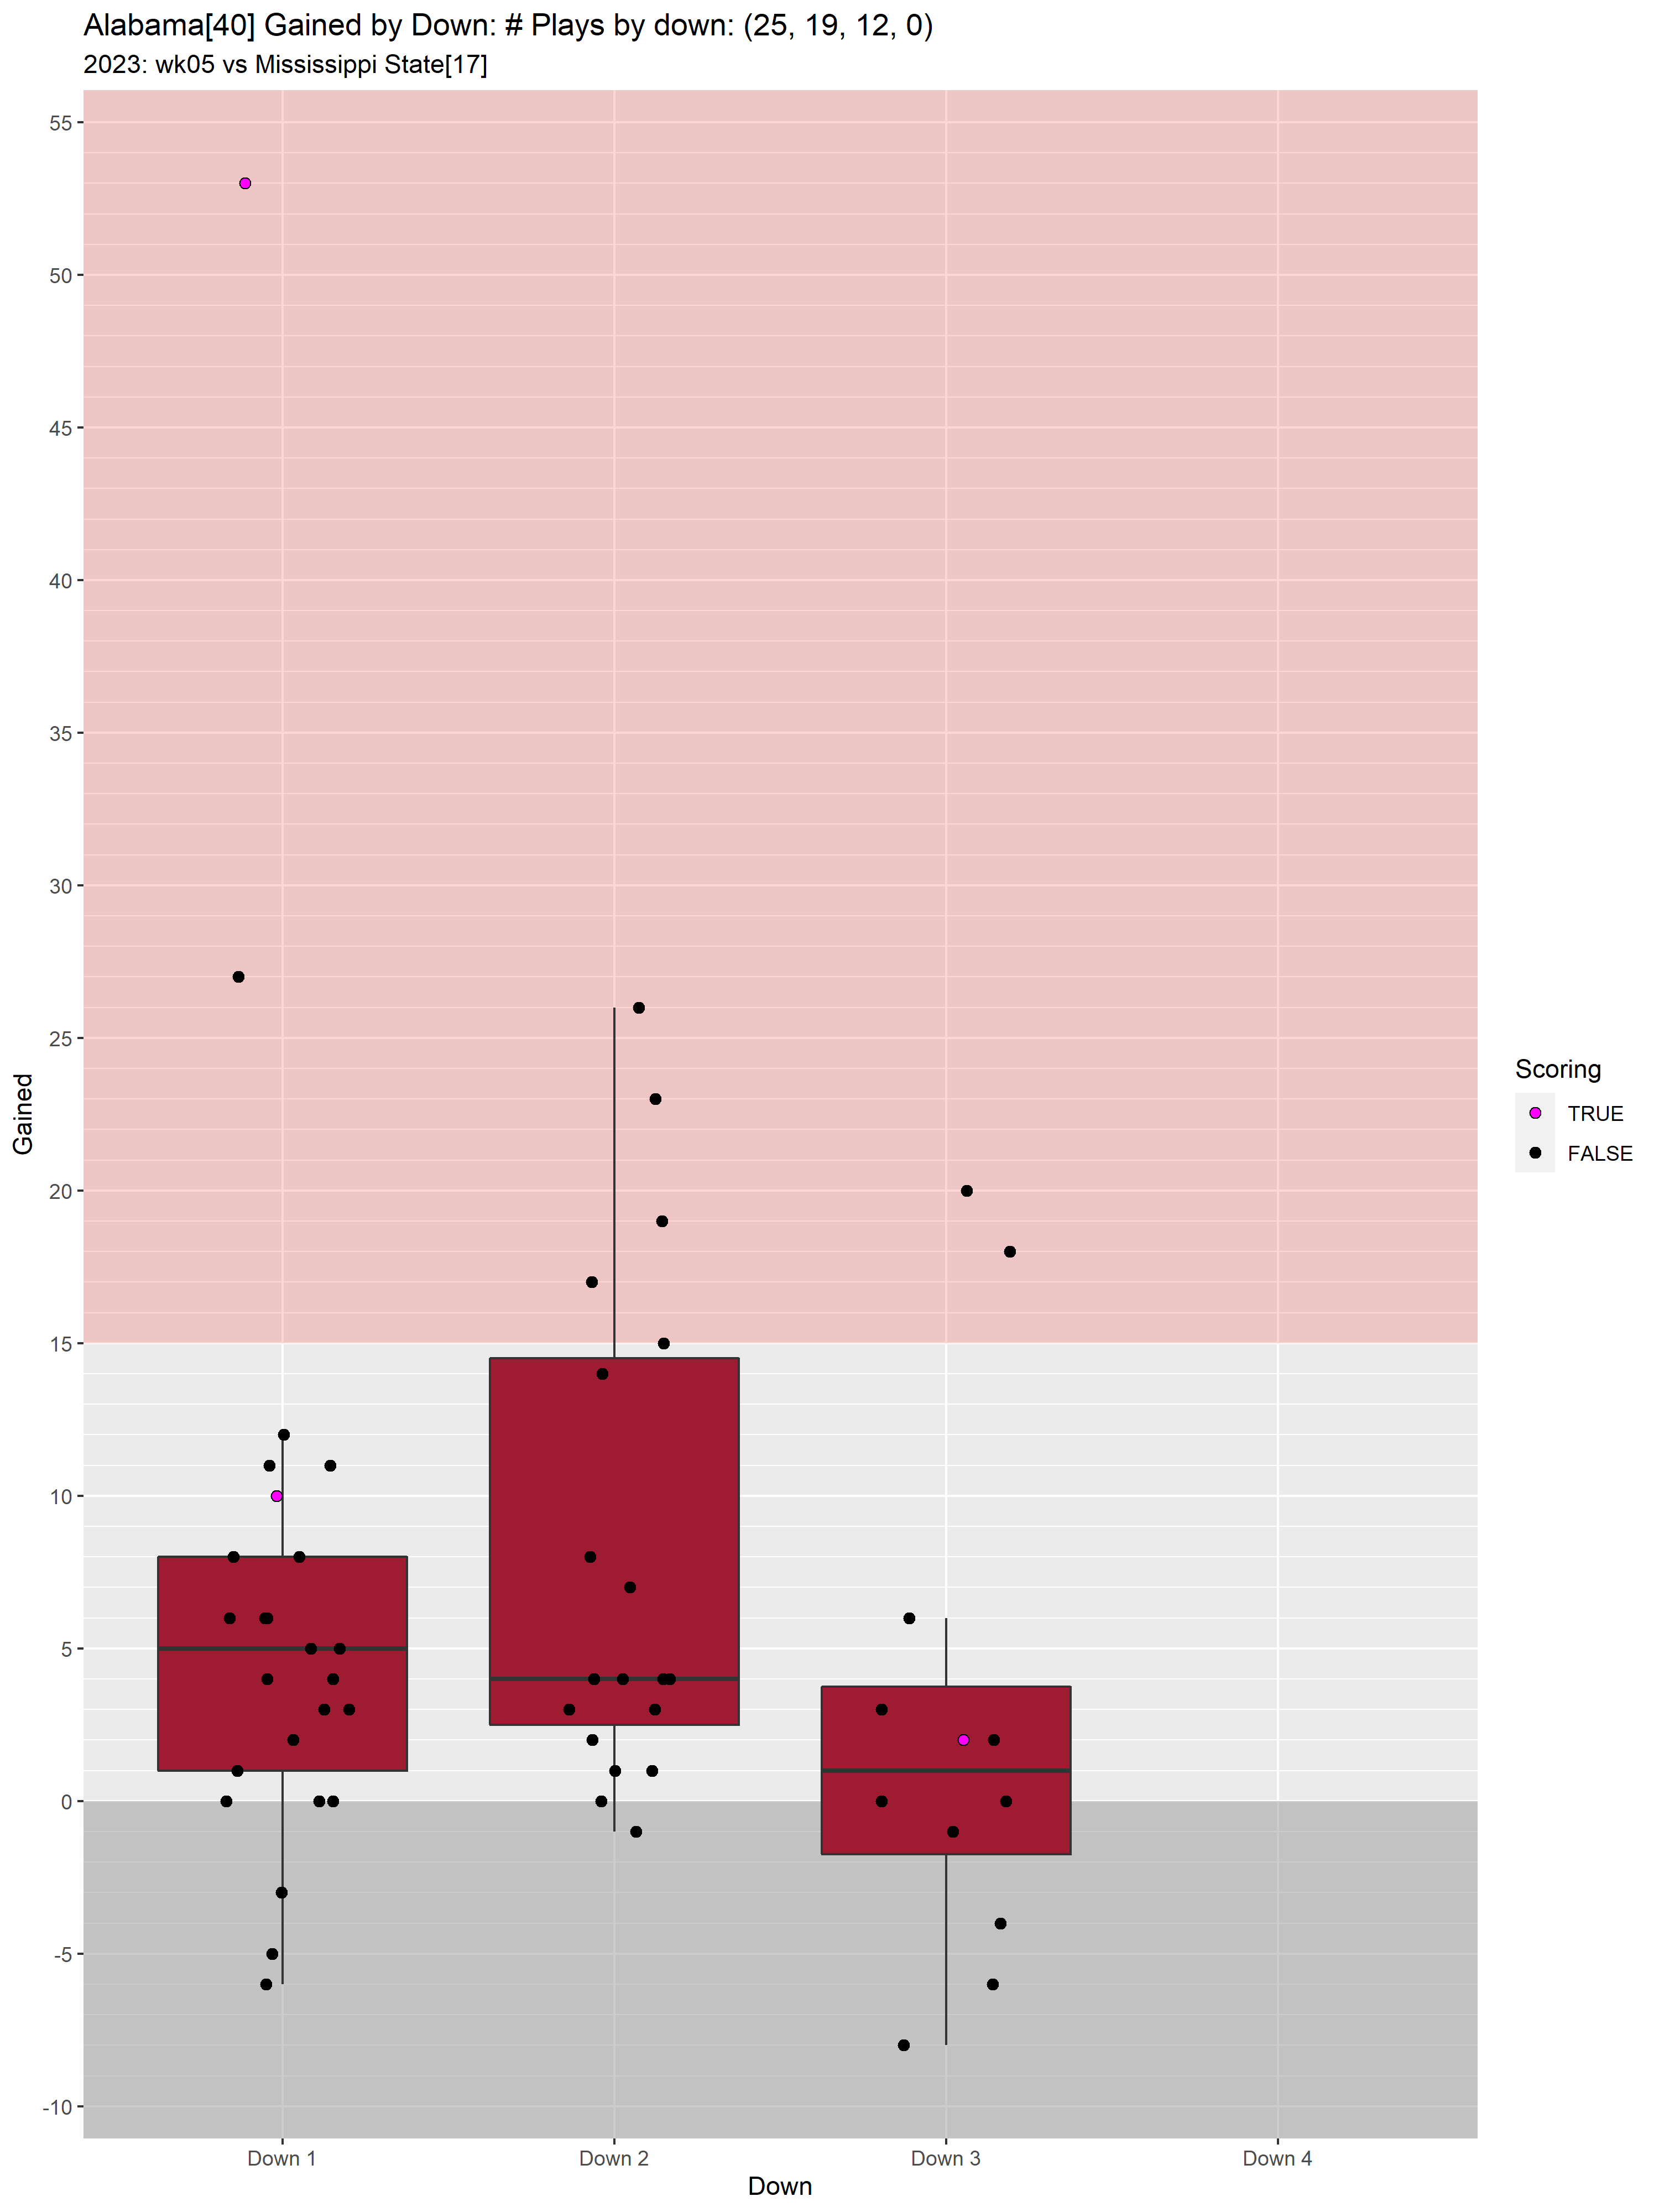 Alabama[40] Gained by Down: # Plays by down: (25, 19, 12, 0)
2023: wk05 vs Mississippi State[17]
55
50
45
40
35
30
25
20
15
10
5
0
-5
-10
Gained
Down 1 Down 2 Down 3 Down 4
Down
Scoring
TRUE
FALSE